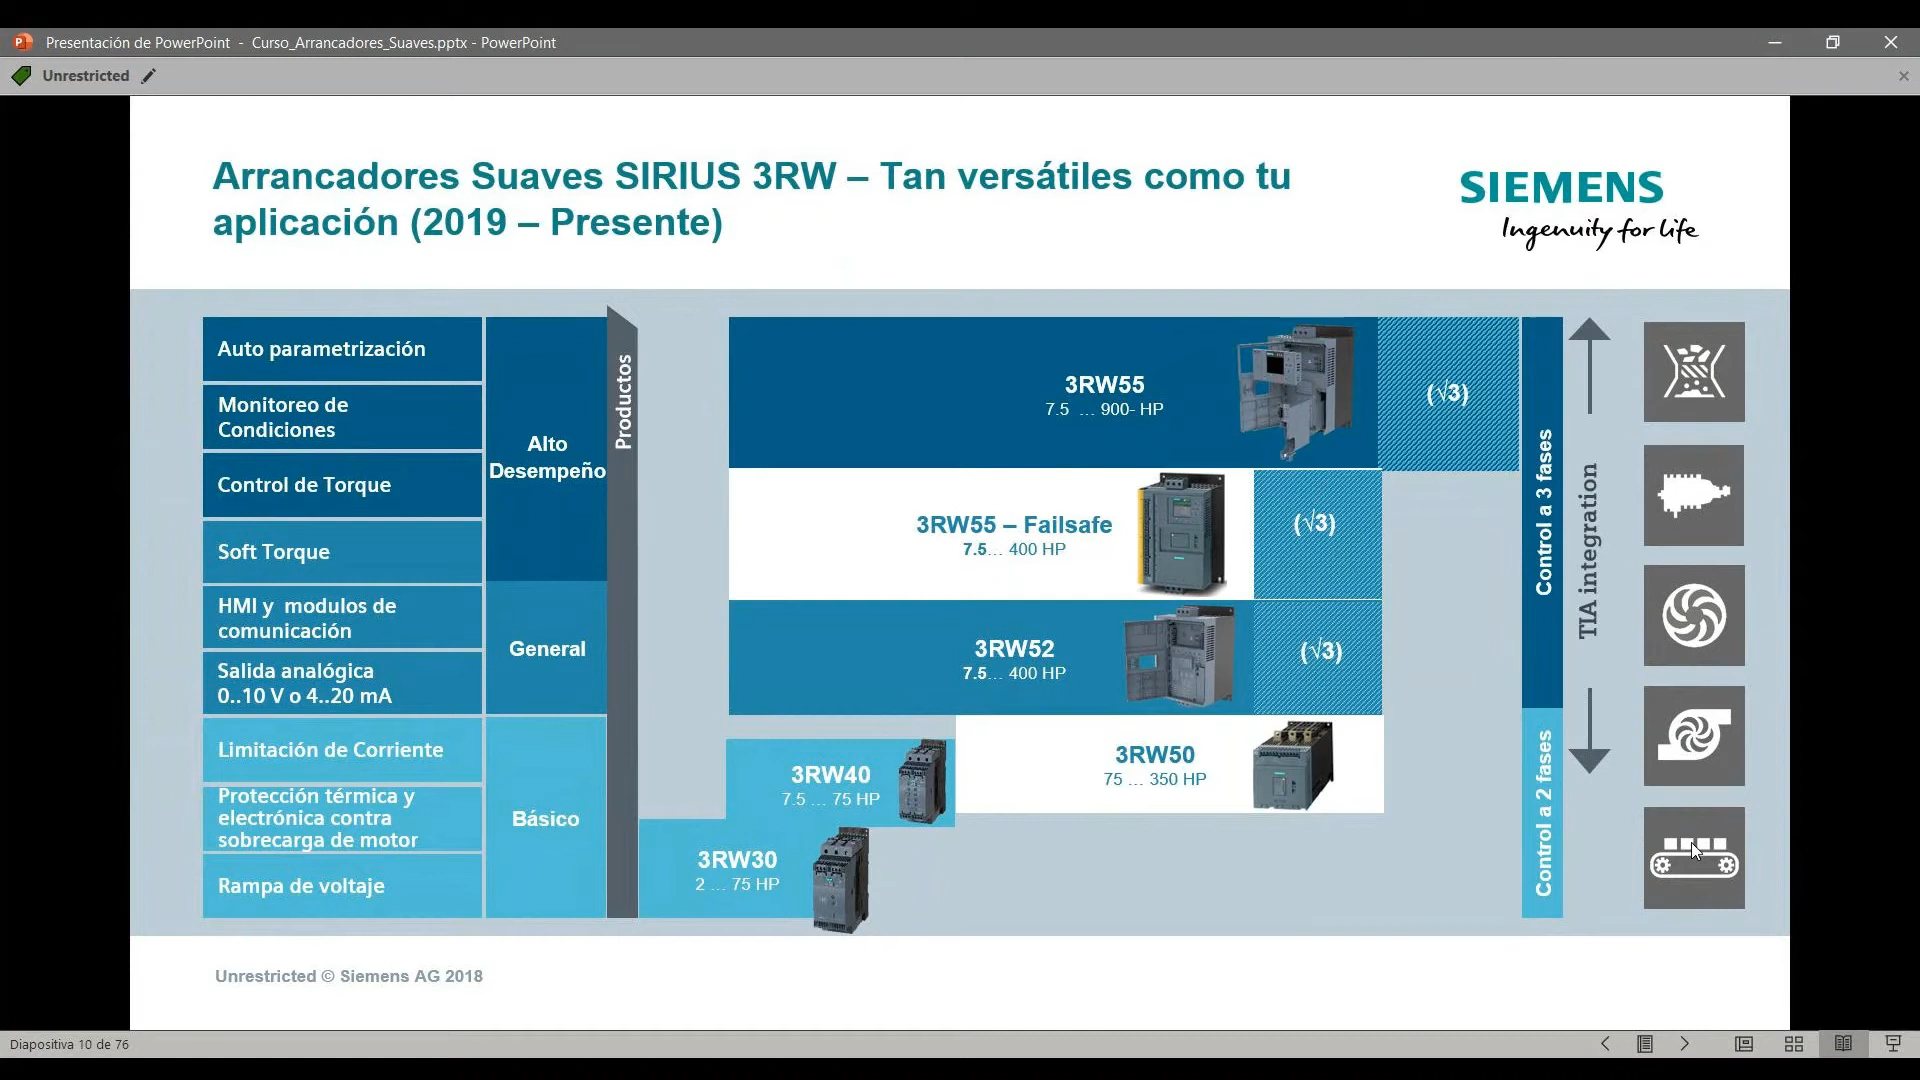 Presentación de PowerPoint - Curso_Arrancadores_Suaves.pptx - PowerPoint
Unrestricted
Arrancadores Suaves SIRIUS 3RW – Tan versátiles como tu
aplicación (2019 – Presente)
SIEMENS
Ingenuity for life
Auto parametrización
Monitoreo de
Condiciones
Control de Torque
Soft Torque
HMI y modulos de
comunicación
Salida analógica
0..10 V o 4..20 mA
Limitación de Corriente
Protección térmica y
electrónica contra
sobrecarga de motor
Rampa de voltaje
Alto
Desempeño
General
Básico
Productos
3RW55
7.5 ... 900- HP
(√3)
3RW55 – Failsafe
7.5... 400 HP
(√3)
3RW52
7.5... 400 HP
(√3)
3RW50
75 ... 350 HP
3RW40
7.5 ... 75 HP
3RW30
2 ... 75 HP
Control a 3 fases
Control a 2 fases
TIA integration
Unrestricted © Siemens AG 2018
Diapositiva 10 de 76